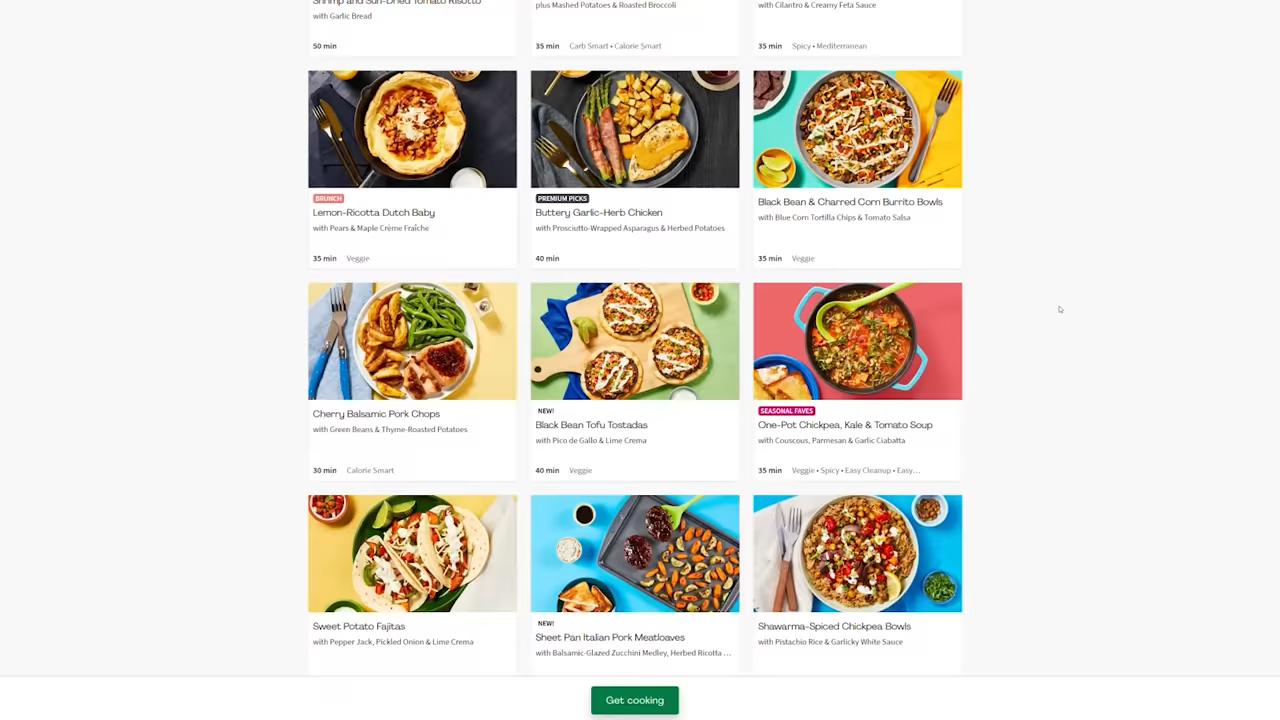 Shrimp and Sun-Dried Tomato Risotto
with Garlic Bread
50 min
plus Mashed Potatoes & Roasted Broccoli
35 min Carb Smart • Calorie Smart
with Cilantro & Creamy Feta Sauce
35 min Spicy • Mediterranean
BRUNCH
Lemon-Ricotta Dutch Baby
with Pears & Maple Crème Fraîche
35 min Veggie
PREMIUM PICKS
Buttery Garlic-Herb Chicken
with Prosciutto-Wrapped Asparagus & Herbed Potatoes
40 min
Black Bean & Charred Corn Burrito Bowls
with Blue Corn Tortilla Chips & Tomato Salsa
35 min Veggie
Cherry Balsamic Pork Chops
with Green Beans & Thyme-Roasted Potatoes
30 min Calorie Smart
NEW!
Black Bean Tofu Tostadas
with Pico de Gallo & Lime Crema
40 min Veggie
SEASONAL FAVES
One-Pot Chickpea, Kale & Tomato Soup
with Couscous, Parmesan & Garlic Ciabatta
35 min Veggie • Spicy • Easy Cleanup • Easy...
Sweet Potato Fajitas
with Pepper Jack, Pickled Onion & Lime Crema
NEW!
Sheet Pan Italian Pork Meatloaves
with Balsamic-Glazed Zucchini Medley, Herbed Ricotta ...
Shawarma-Spiced Chickpea Bowls
with Pistachio Rice & Garlicky White Sauce
Get cooking